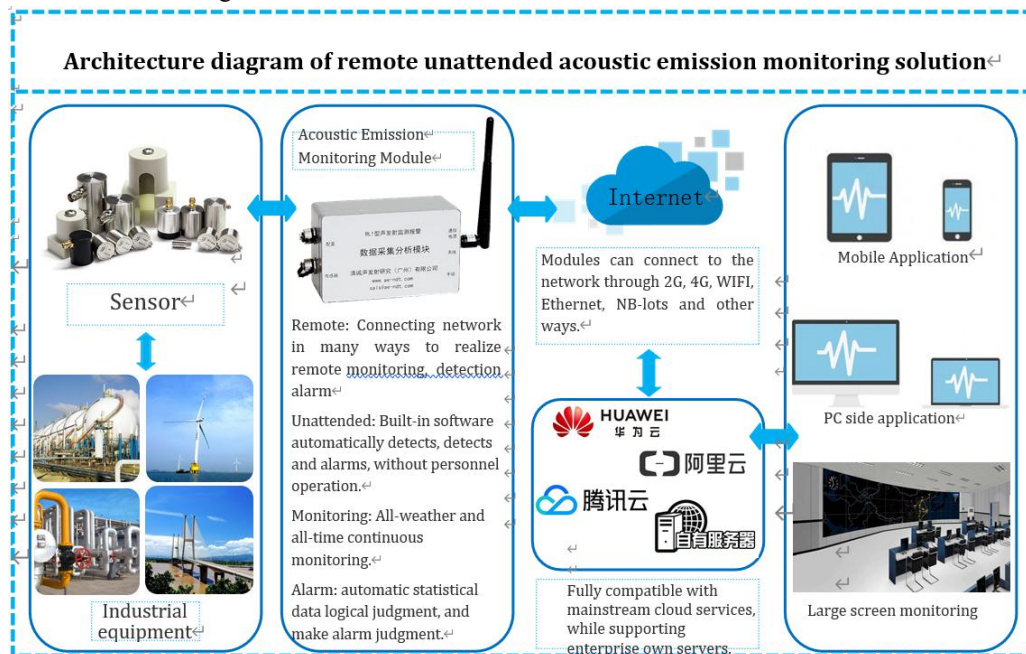 Architecture diagram of remote unattended acoustic emission monitoring solution
Sensor
Industrial
equipment
Acoustic Emission
Monitoring Module
数据采集分析模块
Remote: Connecting network
in many ways to realize
remote monitoring, detection
alarm
Unattended: Built-in software
automatically detects, detects
and alarms, without personnel
operation.
Monitoring: All-weather and
all-time continuous
monitoring.
Alarm: automatic statistical
data logical judgment, and
make alarm judgment.
Internet
Modules can connect to the
network through 2G, 4G, WIFI,
Ethernet, NB-lots and other
ways.
HUAWEI
华为云
阿里云
腾讯云
自有服务器
Fully compatible with
mainstream cloud services,
while supporting
enterprise own servers.
Mobile Application
PC side application
Large screen monitoring